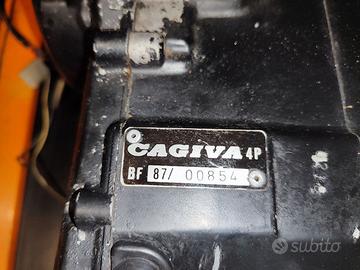 CAGIVA 4P
BF 87/ 00854
subito